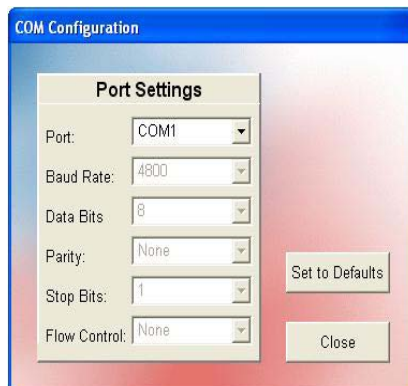 COM Configuration
Port Settings
Port: COM1
Baud Rate: 4800
Data Bits 8
Parity: None
Stop Bits: 1
Flow Control: None
Set to Defaults
Close